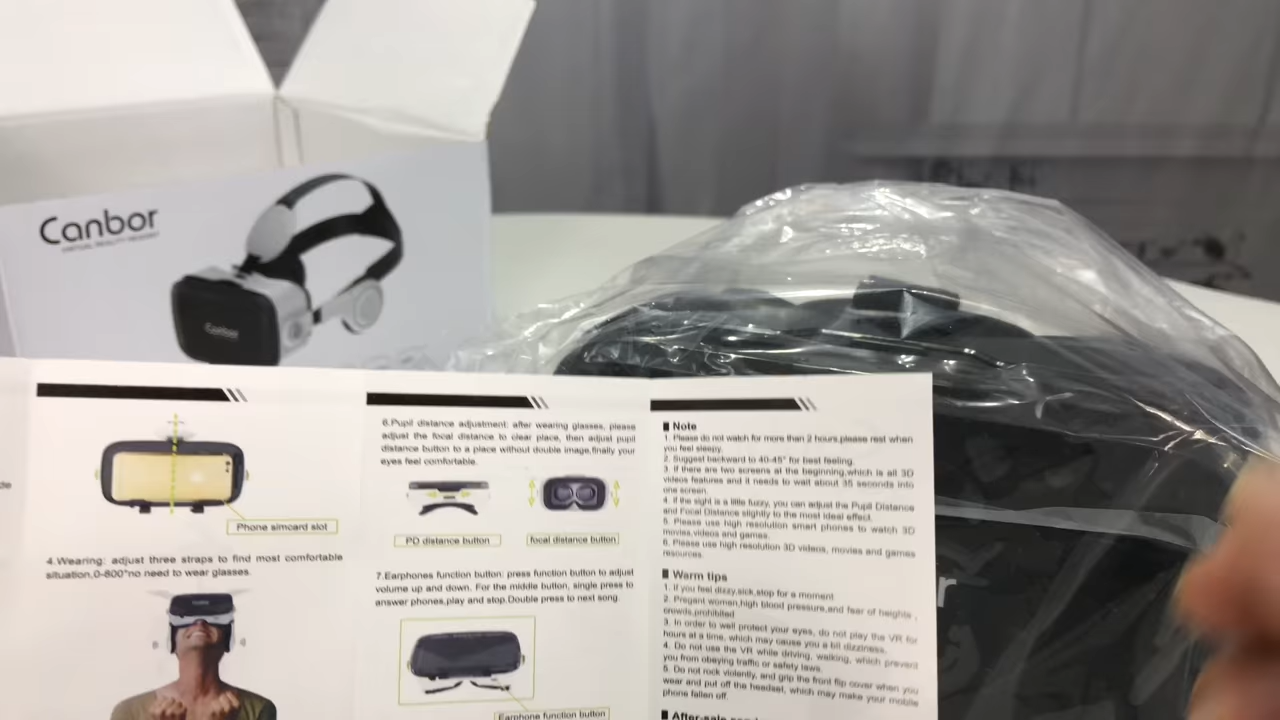 Canbor
VIRTUAL REALITY HEADSET
Canbor
Phone simcard slot
4.Wearing: adjust three straps to find most comfortable
situation,0-800°no need to wear glasses.
6.Pupil distance adjustment: after wearing glasses, please
adjust the focal distance to clear place, then adjust pupil
distance button to a place without double image,finally your
eyes feel comfortable.
PD distance button
focal distance button
7.Earphones function button: press function button to adjust
volume up and down. For the middle button, single press to
answer phones,play and stop.Double press to next song.
Earphone function button
Note
1. Please do not watch for more than 2 hours,please rest when
you feel sleepy.
2. Suggest backward to 40-45° for best feeling.
3. If there are two screens at the beginning,which is all 3D
videos features and it needs to wait about 35 seconds into
one screen.
4. If the sight is a little fuzzy, you can adjust the Pupil Distance
and Focal Distance slightly to the most ideal effect.
5. Please use high resolution smart phones to watch 3D
movies,videos and games.
6. Please use high resolution 3D videos, movies and games
resources.
Warm tips
1. If you feel dizzy,sick,stop for a moment
2. Pregant woman,high blood pressure,and fear of heights ,
crowds,prohibited
3. In order to well protect your eyes, do not play the VR for
hours at a time, which may cause you a bit dizziness.
4. Do not use the VR while driving, walking, which prevent
you from obeying traffic or safety laws.
5. Do not rock violently, and grip the front flip cover when you
wear and put off the headset, which may make your mobile
phone fallen off.
After-sale
r